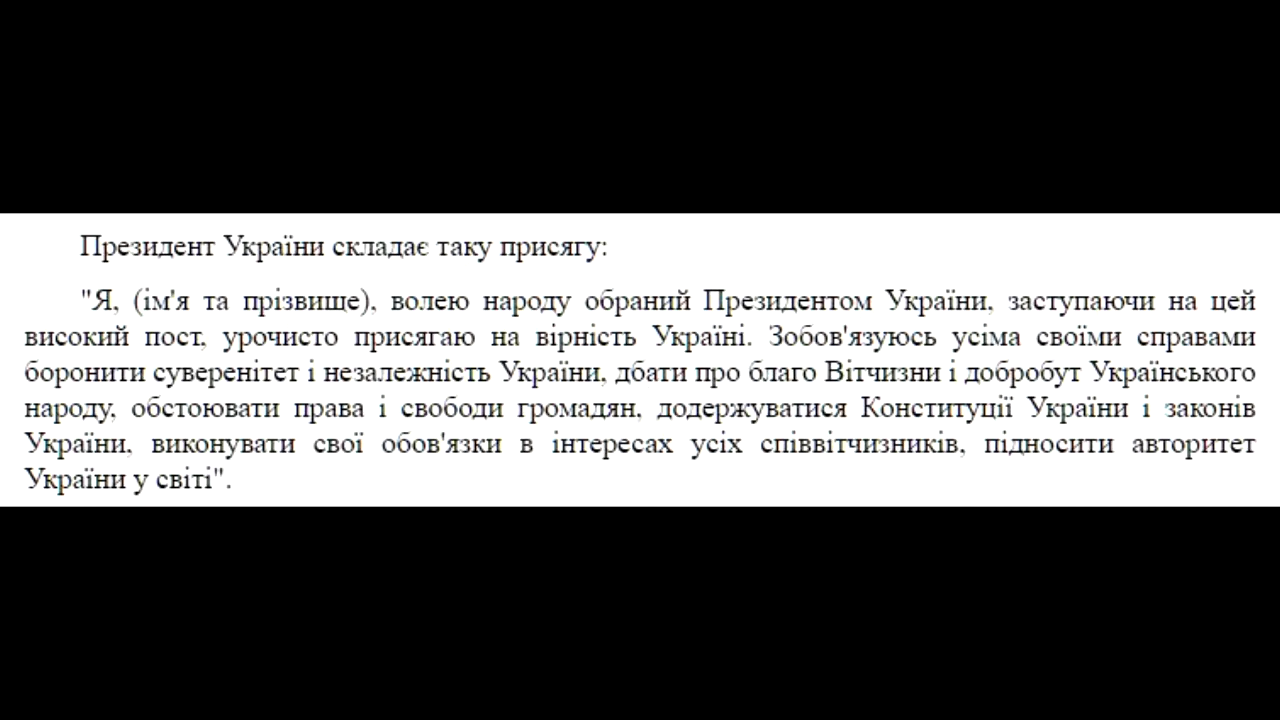 Президент України складає таку присягу:
"Я, (ім'я та прізвище), волею народу обраний Президентом України, заступаючи на цей
високий пост, урочисто присягаю на вірність Україні. Зобов'язуюсь усіма своїми справами
боронити суверенітет і незалежність України, дбати про благо Вітчизни і добробут Українського
народу, обстоювати права і свободи громадян, додержуватися Конституції України і законів
України, виконувати свої обов'язки в інтересах усіх співвітчизників, підносити авторитет
України у світі".